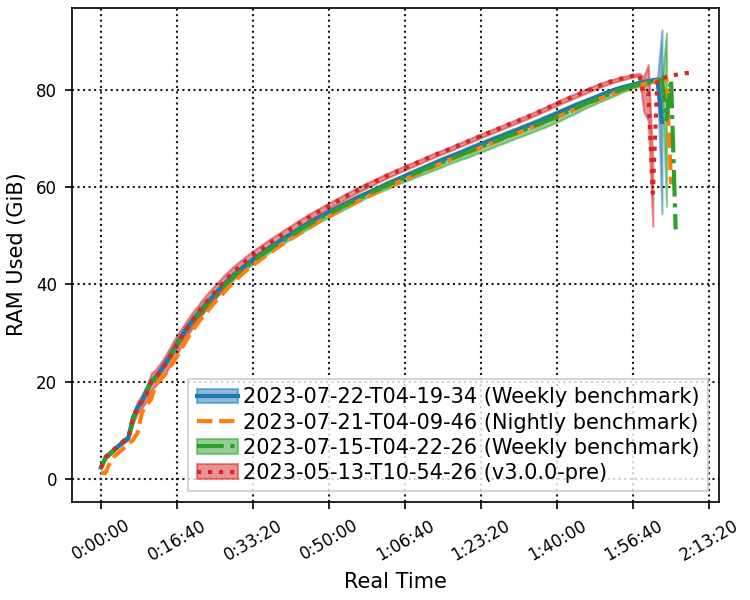 80
60
40
20
0
RAM Used (GiB)
2023-07-22-T04-19-34 (Weekly benchmark)
2023-07-21-T04-09-46 (Nightly benchmark)
2023-07-15-T04-22-26 (Weekly benchmark)
2023-05-13-T10-54-26 (v3.0.0-pre)
0:00:00
0:16:40
0:33:20
0:50:00
1:06:40
1:23:20
1:40:00
1:56:40
2:13:20
Real Time